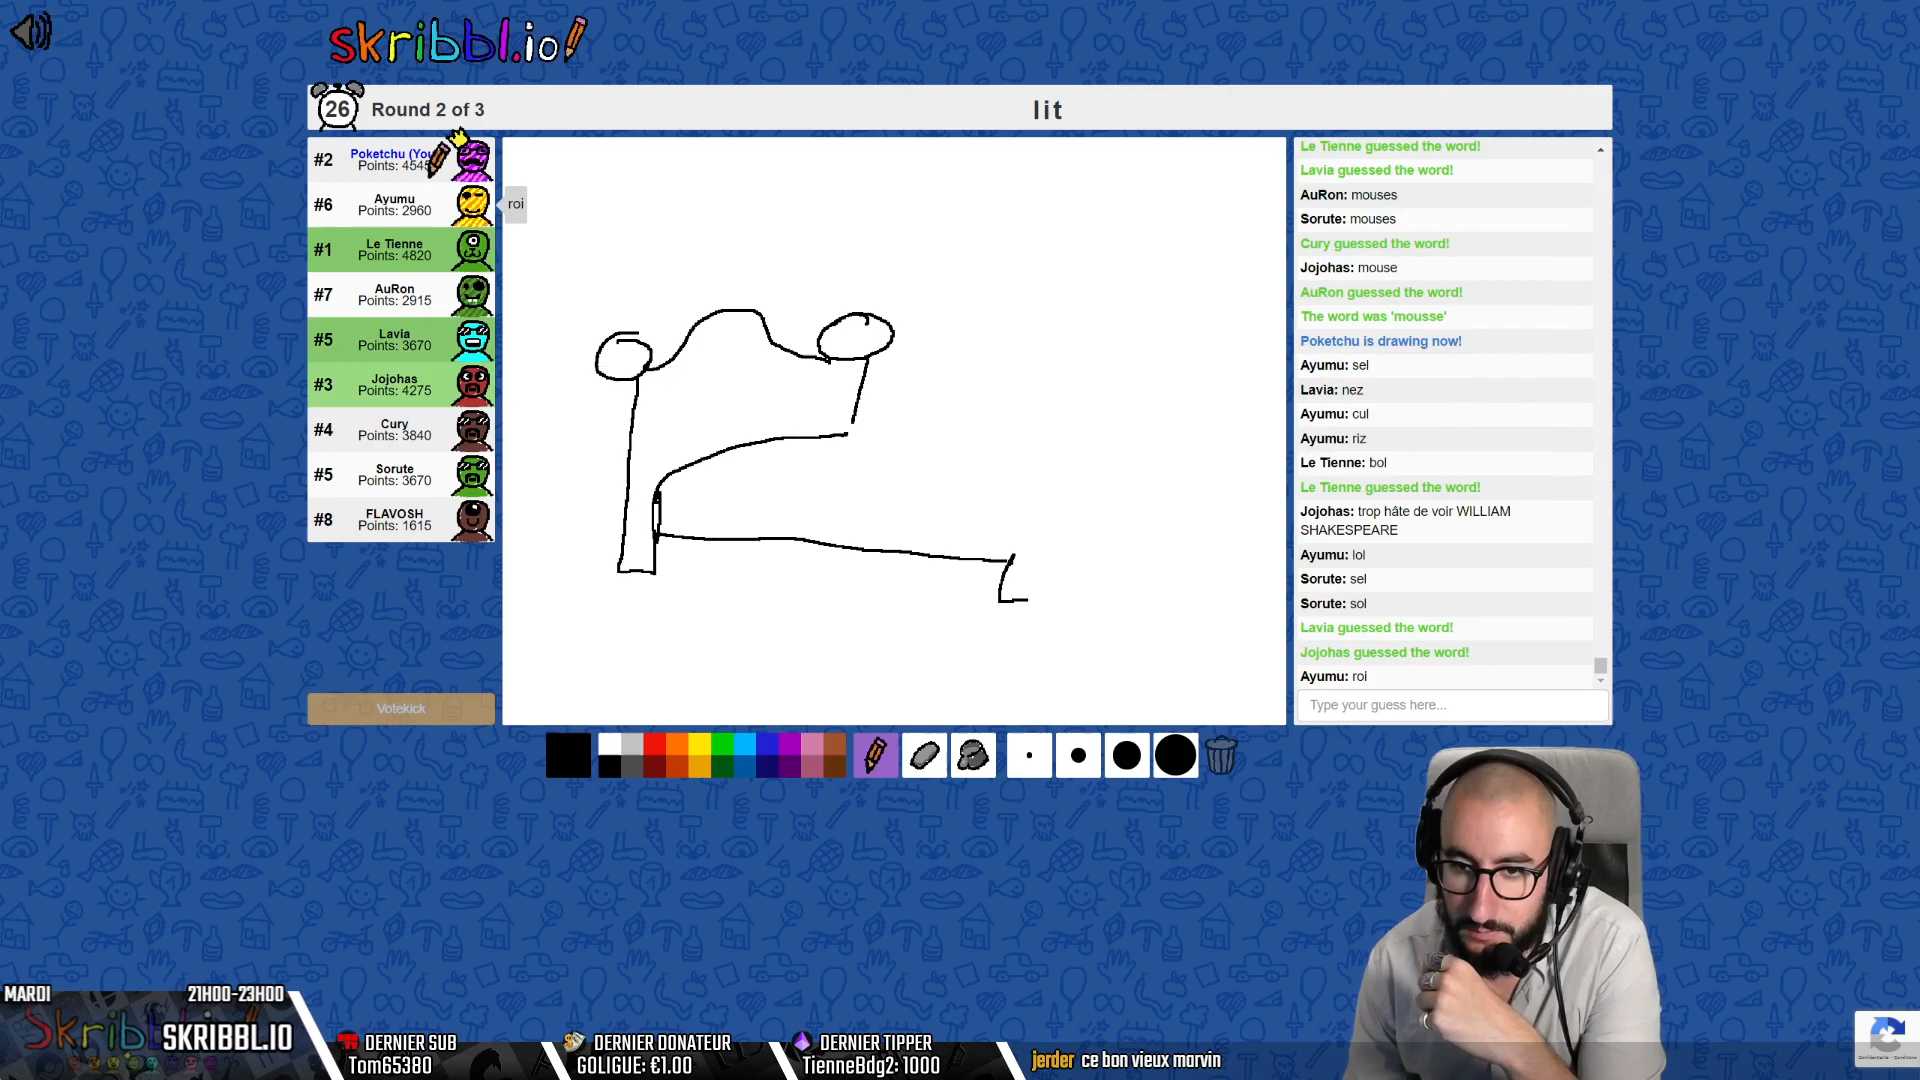 skribbl.io
26
Round 2 of 3
lit
#2
Poketchu (You
Points: 4545
#6
Ayumu
Points: 2960
roi
#1
Le Tienne
Points: 4820
#7
AuRon
Points: 2915
#5
Lavia
Points: 3670
#3
Jojohas
Points: 4275
#4
Cury
Points: 3840
#5
Sorute
Points: 3670
#8
FLAVOSH
Points: 1615
Votekick
Le Tienne guessed the word!
Lavia guessed the word!
AuRon: mouses
Sorute: mouses
Cury guessed the word!
Jojohas: mouse
AuRon guessed the word!
The word was 'mousse'
Poketchu is drawing now!
Ayumu: sel
Lavia: nez
Ayumu: cul
Ayumu: riz
Le Tienne: bol
Le Tienne guessed the word!
Jojohas: trop hâte de voir WILLIAM
SHAKESPEARE
Ayumu: lol
Sorute: sel
Sorute: sol
Lavia guessed the word!
Jojohas guessed the word!
Ayumu: roi
Type your guess here...
MARDI
21H00-23H00
SKRIBBL.IO
DERNIER SUB
Tom65380
DERNIER DONATEUR
GOLIGUE: €1.00
DERNIER TIPPER
TienneBdg2: 1000
jerder ce bon vieux marvin